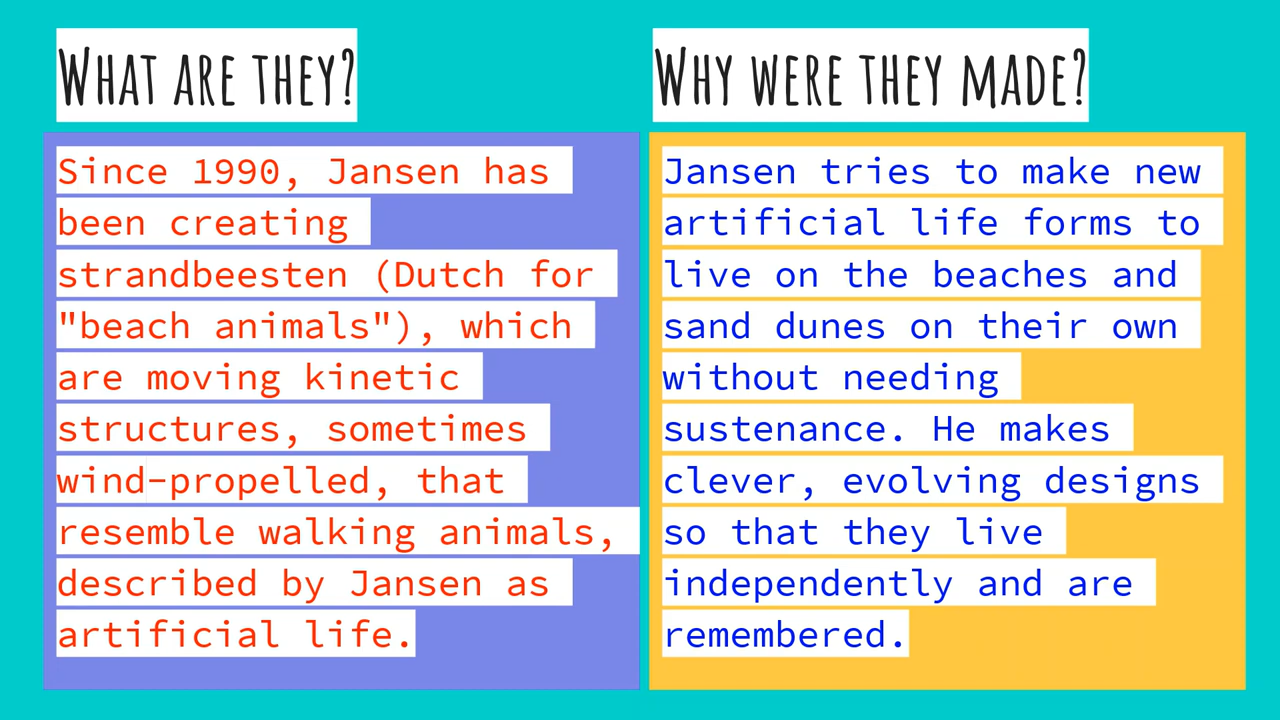 What are they?
Since 1990, Jansen has
been creating
strandbeesten (Dutch for
"beach animals"), which
are moving kinetic
structures, sometimes
wind-propelled, that
resemble walking animals,
described by Jansen as
artificial life.
Why were they made?
Jansen tries to make new
artificial life forms to
live on the beaches and
sand dunes on their own
without needing
sustenance. He makes
clever, evolving designs
so that they live
independently and are
remembered.